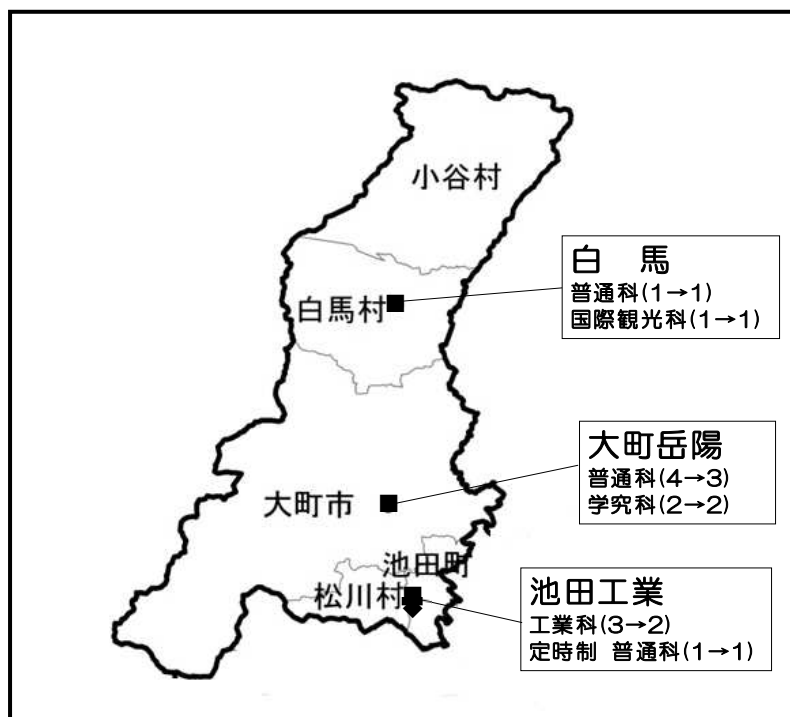 小谷村
白馬村
白　馬
普通科(1→1)
国際観光科(1→1)
大町市
大町岳陽
普通科(4→3)
学究科(2→2)
池田町
松川村
池田工業
工業科(3→2)
定時制 普通科(1→1)